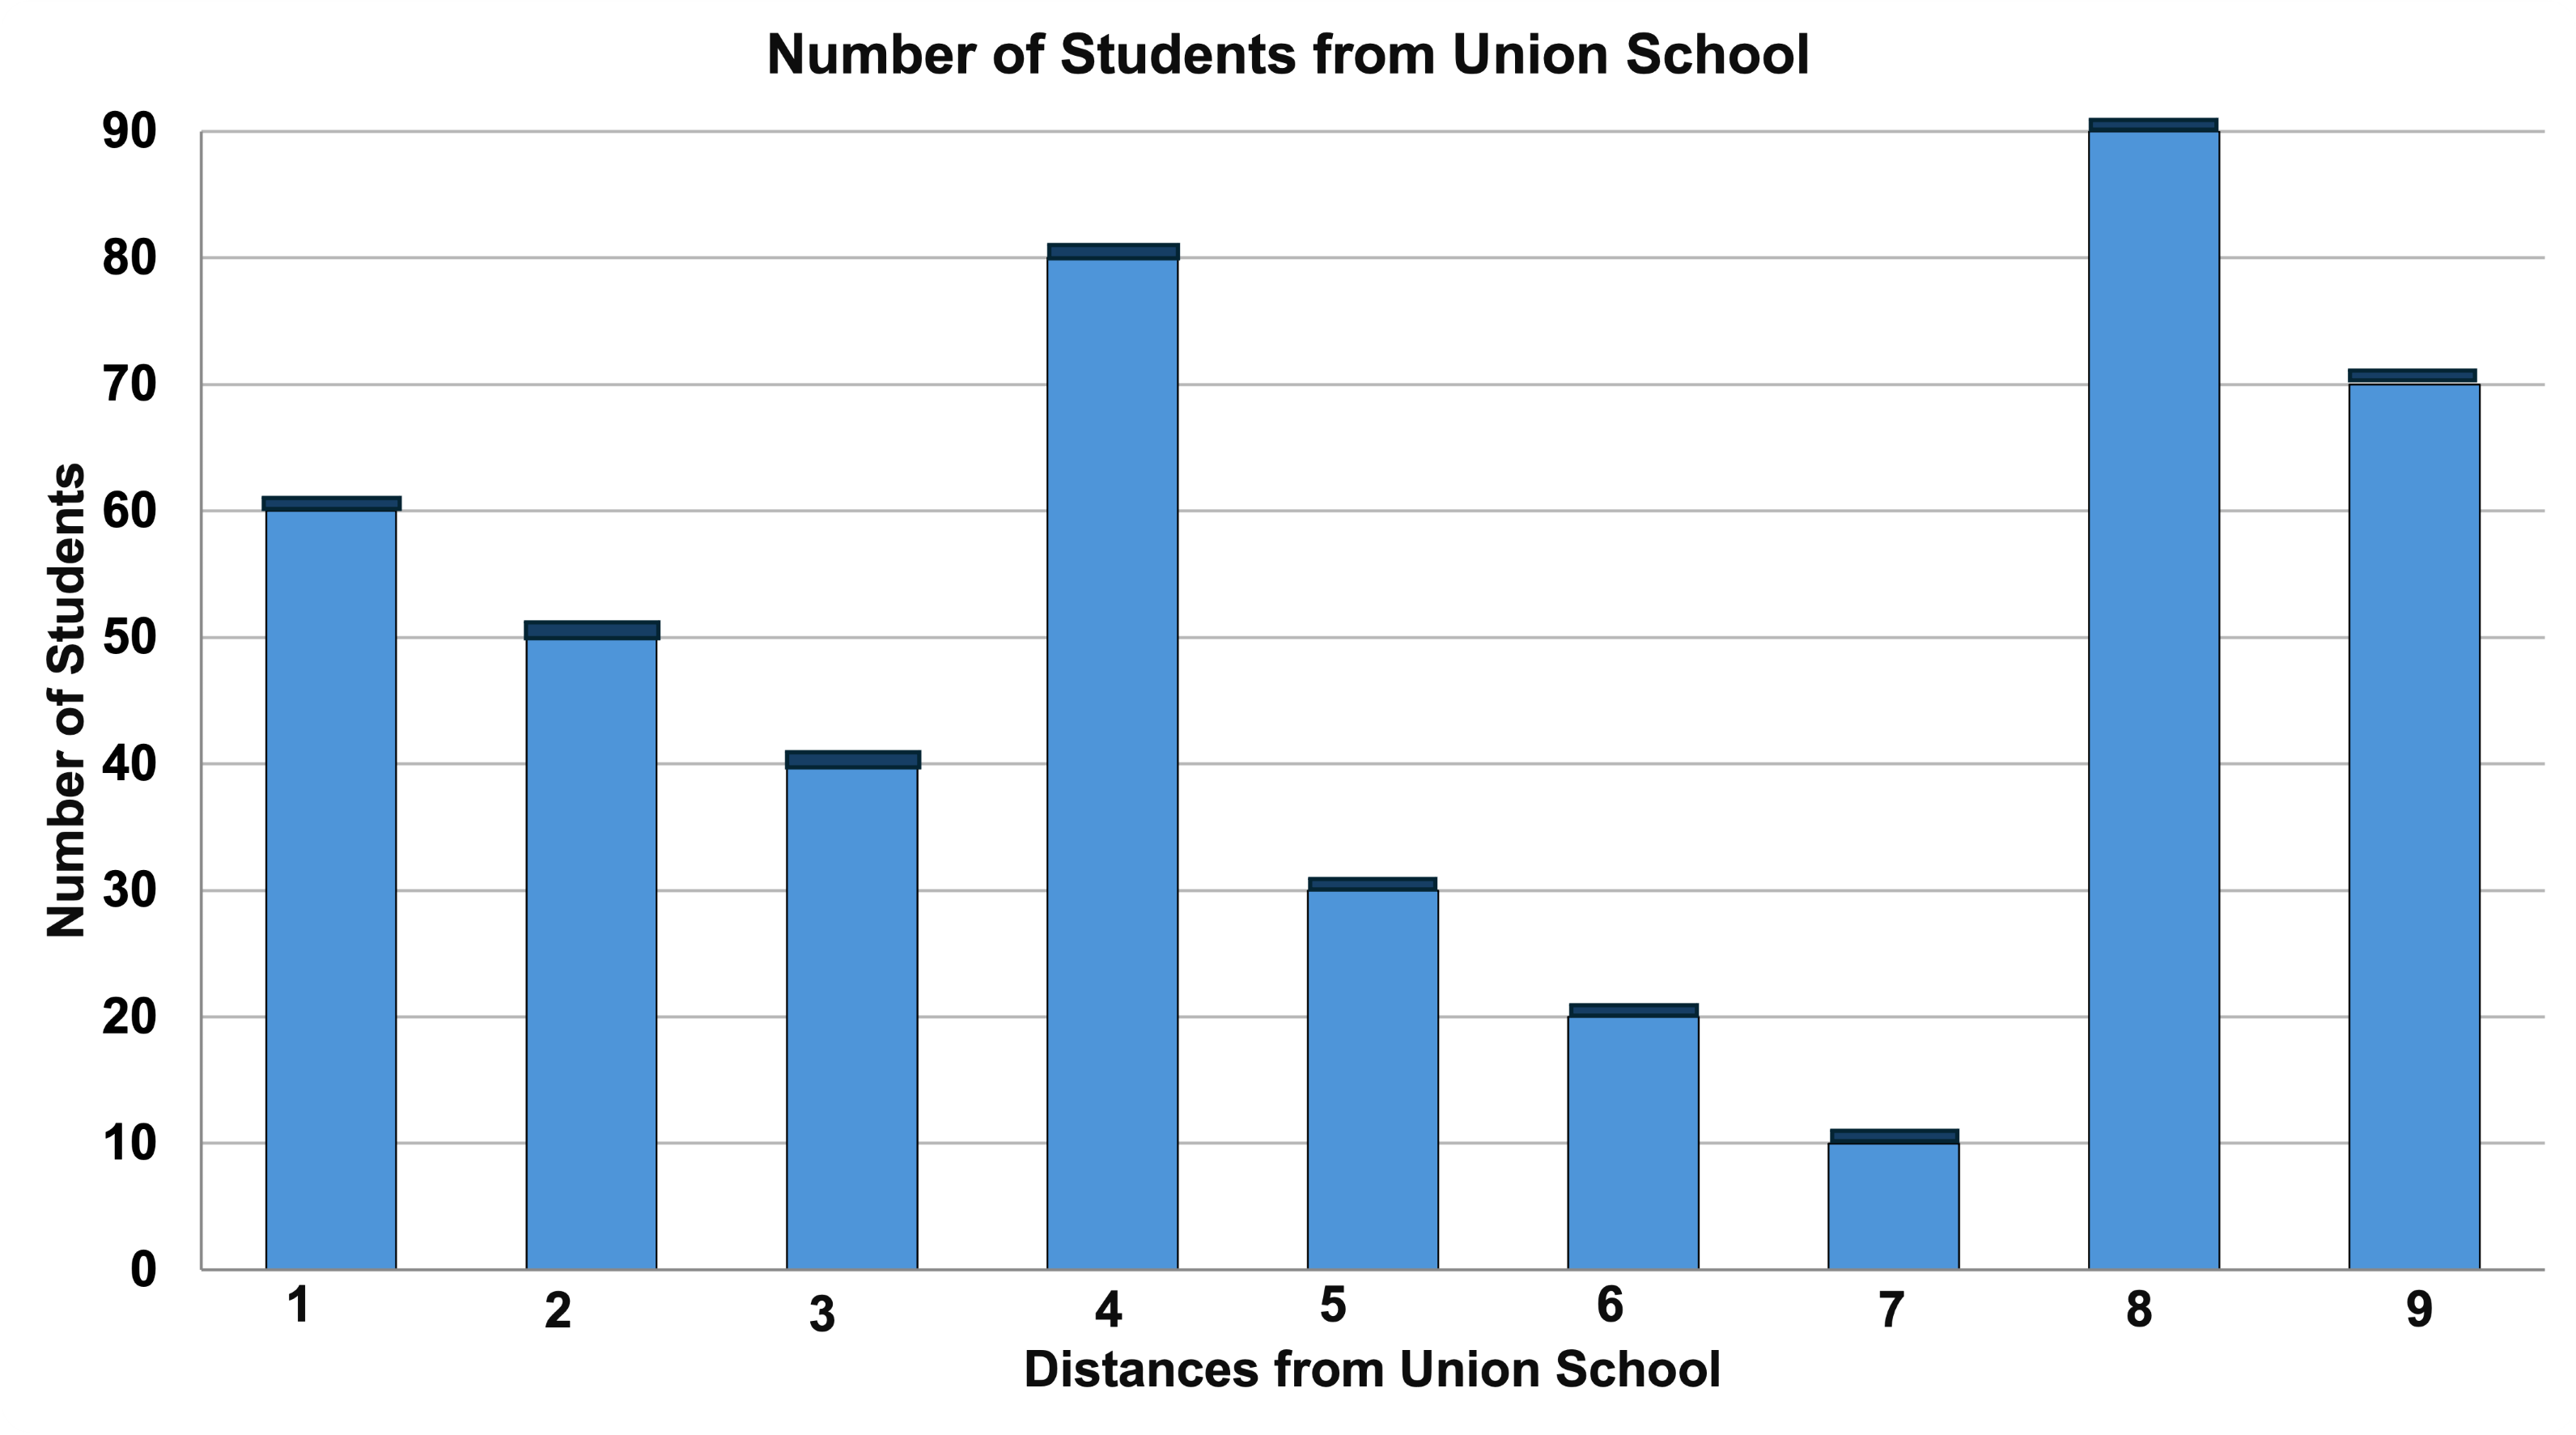 Number of Students from Union School
90
80
70
60
50
40
30
20
10
0
Number of Students
1 2 3 4 5 6 7 8 9
Distances from Union School